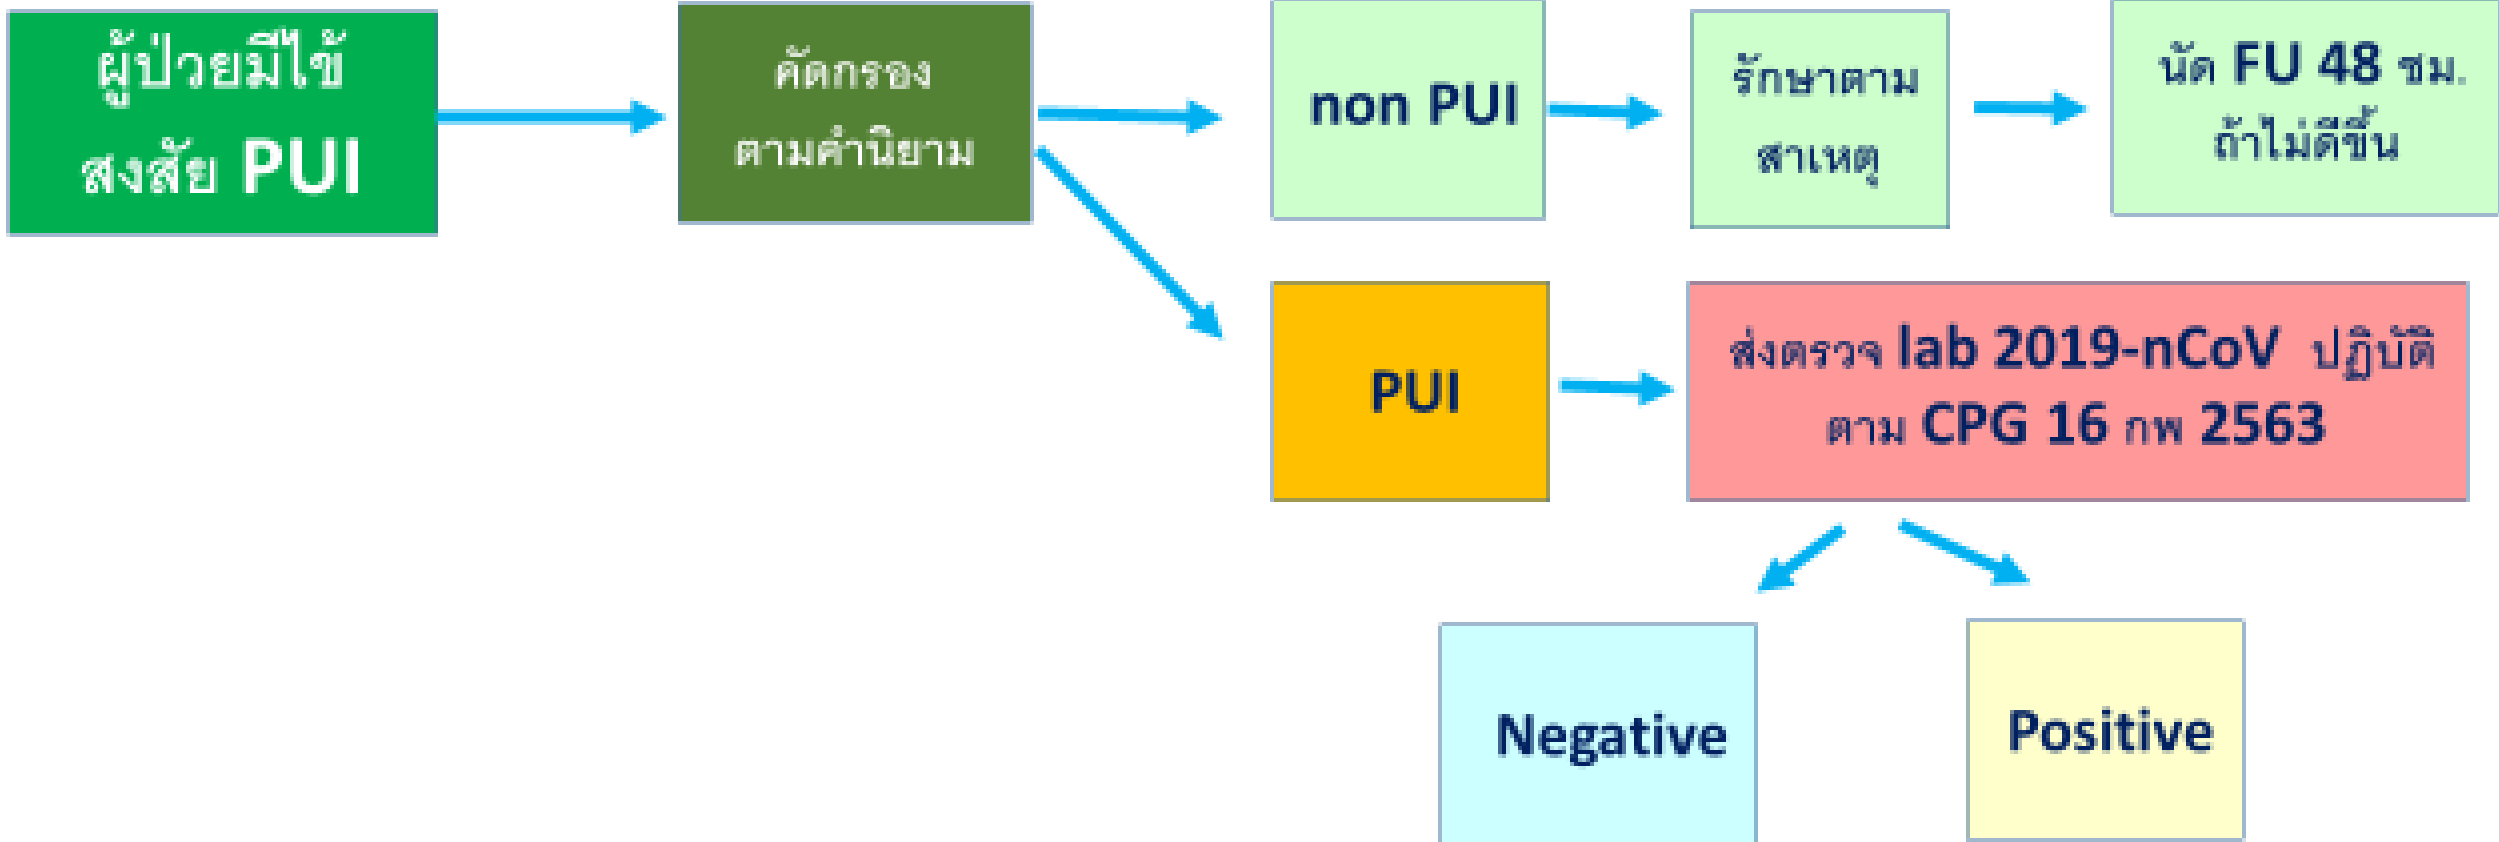 ผู้ป่วยมีไข้
สงสัย PUI
คัดกรอง
ตามคำนิยาม
non PUI
รักษาตาม
สาเหตุ
นัด FU 48 ชม.
ถ้าไม่ดีขึ้น
PUI
ส่งตรวจ lab 2019-nCoV ปฏิบัติ
ตาม CPG 16 กพ 2563
Negative
Positive